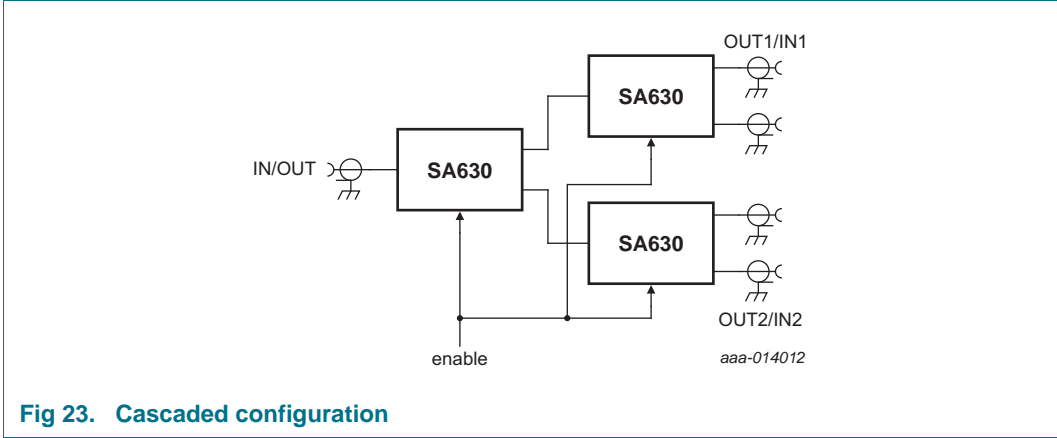 OUT1/IN1
SA630
IN/OUT
SA630
SA630
OUT2/IN2
enable
aaa-014012
Fig 23. Cascaded configuration